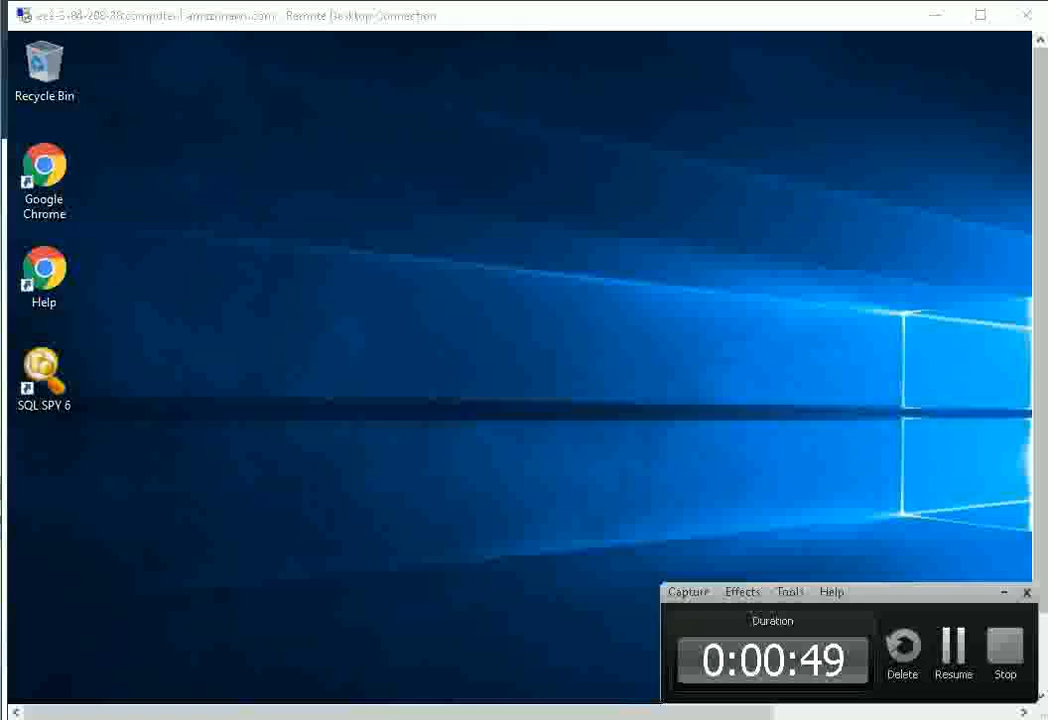 Remote Desktop Connection
Recycle Bin
Google
Chrome
Help
SQL SPY 6
Capture Effects Tools Help
Duration
0:00:49
Delete Resume Stop